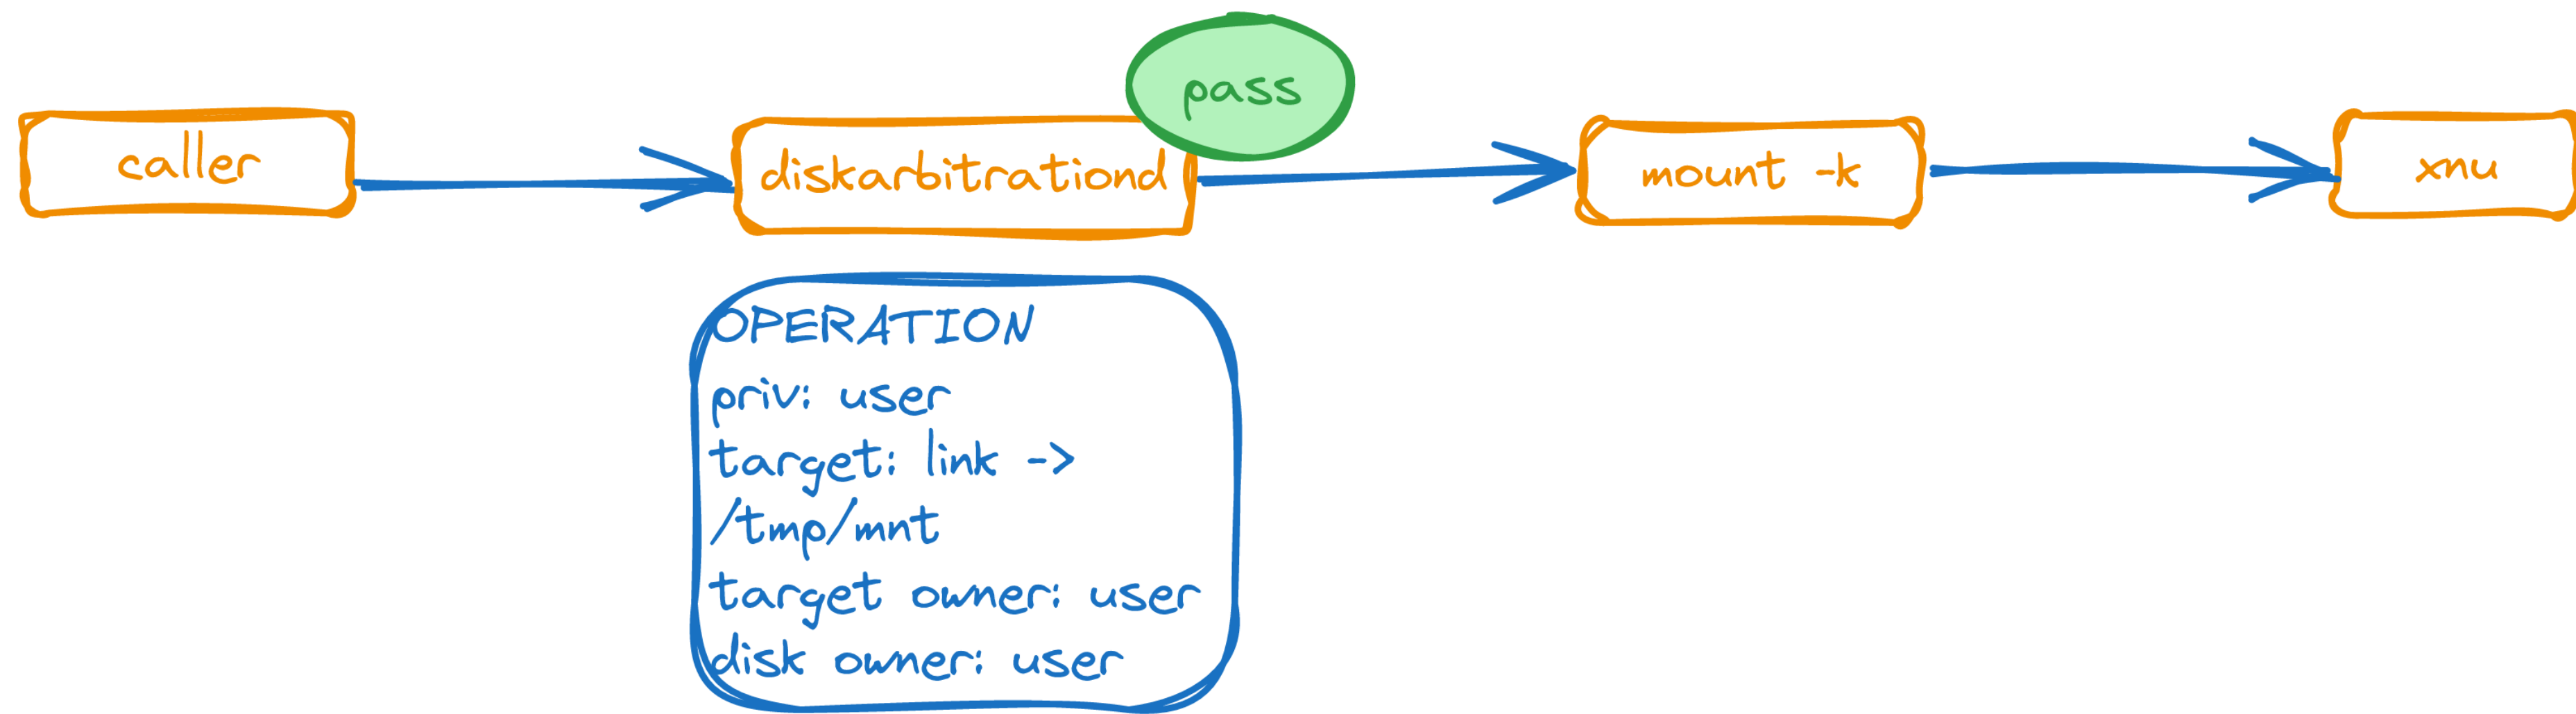 pass
caller
diskarbitrationd
mount -k
xnu
OPERATION
priv: user
target: link ->
/tmp/mnt
target owner: user
disk owner: user